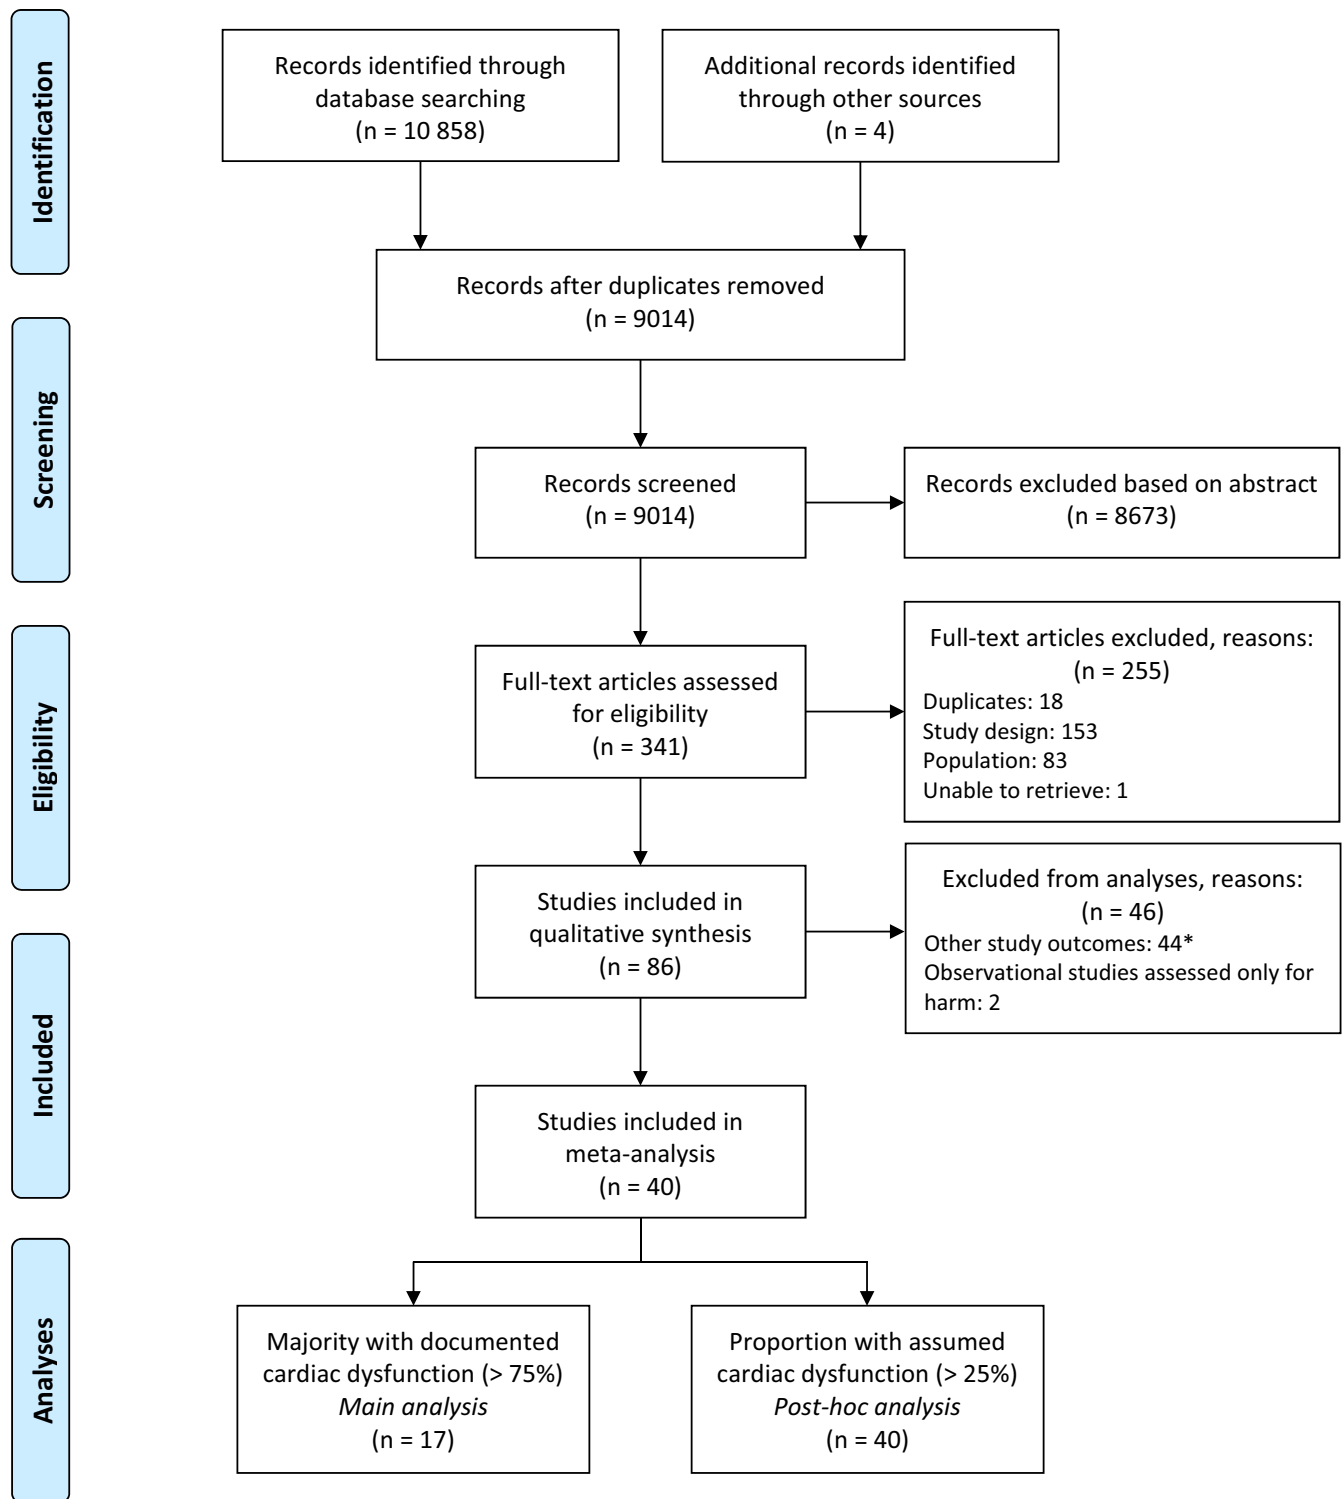 Identification
Records identified through
database searching
(n = 10 858)
Additional records identified
through other sources
(n = 4)
Records after duplicates removed
(n = 9014)
Screening
Records screened
(n = 9014)
Records excluded based on abstract
(n = 8673)
Eligibility
Full-text articles assessed
for eligibility
(n = 341)
Full-text articles excluded, reasons:
(n = 255)
Duplicates: 18
Study design: 153
Population: 83
Unable to retrieve: 1
Studies included in
qualitative synthesis
(n = 86)
Excluded from analyses, reasons:
(n = 46)
Other study outcomes: 44*
Observational studies assessed only for
harm: 2
Included
Studies included in
meta-analysis
(n = 40)
Analyses
Majority with documented
cardiac dysfunction (> 75%)
Main analysis
(n = 17)
Proportion with assumed
cardiac dysfunction (> 25%)
Post-hoc analysis
(n = 40)